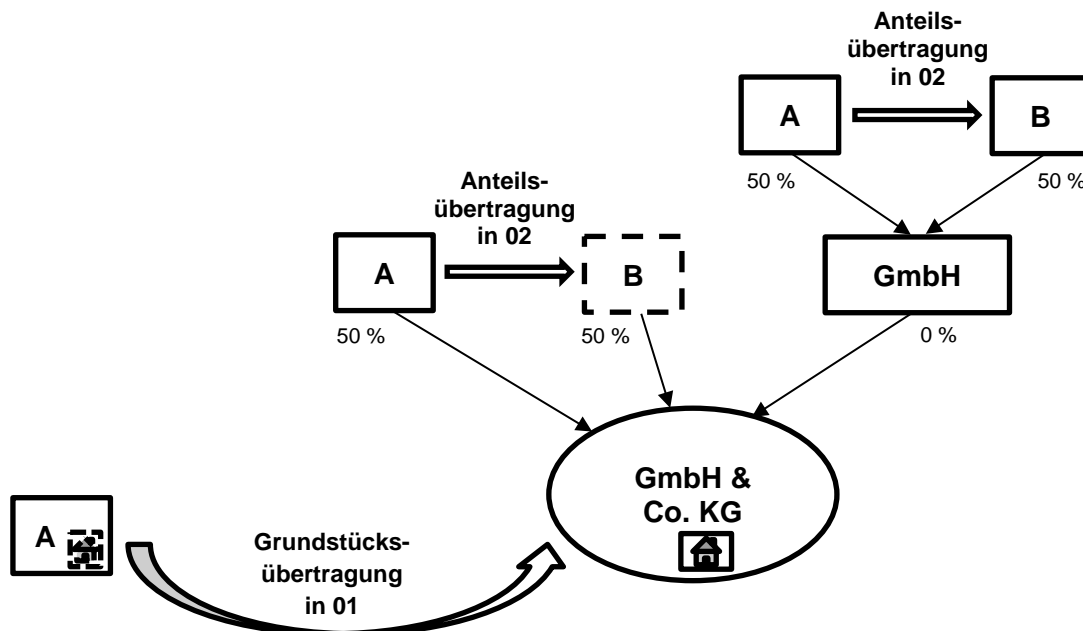 Anteils-
übertragung
in 02
A
B
50 %
50 %
Anteils-
übertragung
in 02
A
B
GmbH
50 %
50 %
0 %
GmbH &
Co. KG
A
Grundstücks-
übertragung
in 01